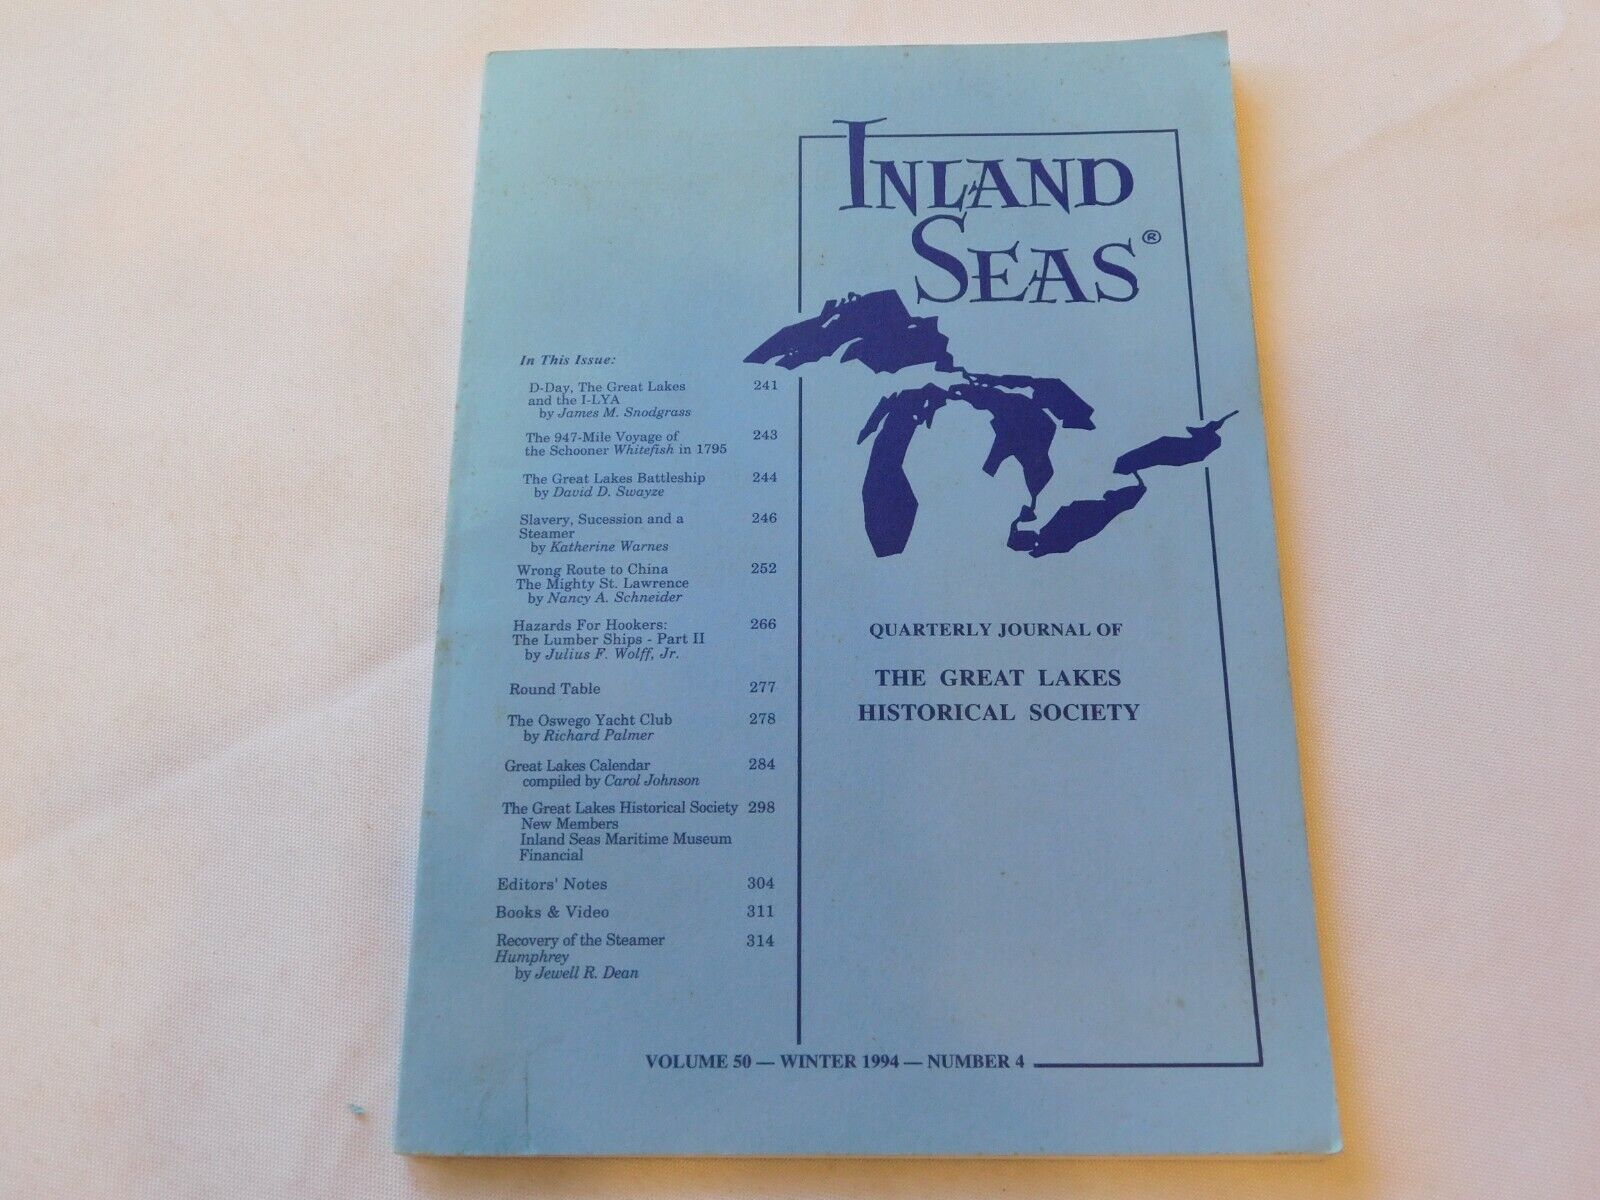 INLAND
SEAS®
In This Issue:
D-Day, The Great Lakes 241
and the I-LYA
by James M. Snodgrass
The 947-Mile Voyage of 243
the Schooner Whitefish in 1795
The Great Lakes Battleship 244
by David D. Swayze
Slavery, Sucession and a 246
Steamer
by Katherine Warnes
Wrong Route to China 252
The Mighty St. Lawrence
by Nancy A. Schneider
Hazards For Hookers: 266
The Lumber Ships - Part II
by Julius F. Wolff, Jr.
Round Table 277
The Oswego Yacht Club 278
by Richard Palmer
Great Lakes Calendar 284
compiled by Carol Johnson
The Great Lakes Historical Society 298
New Members
Inland Seas Maritime Museum
Financial
Editors' Notes 304
Books & Video 311
Recovery of the Steamer 314
Humphrey
by Jewell R. Dean
QUARTERLY JOURNAL OF
THE GREAT LAKES
HISTORICAL SOCIETY
VOLUME 50 — WINTER 1994 — NUMBER 4